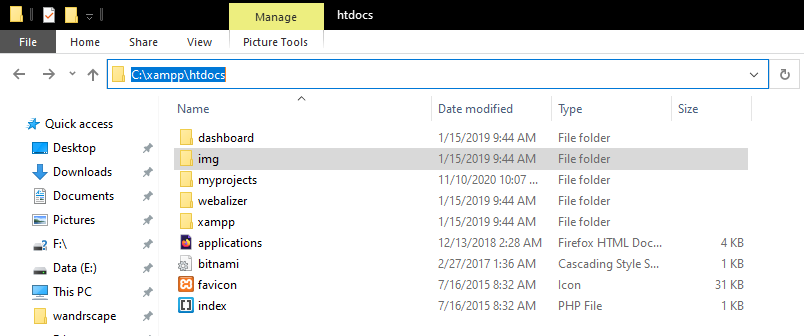 Manage htdocs
File Home Share View Picture Tools
C:\xampp\htdocs
Name Date modified Type Size
Quick access
Desktop
Downloads
Documents
Pictures
F:\
Data (E:)
This PC
wandrscape
dashboard 1/15/2019 9:44 AM File folder
img 1/15/2019 9:44 AM File folder
myprojects 11/10/2020 10:07 ... File folder
webalizer 1/15/2019 9:44 AM File folder
xampp 1/15/2019 9:44 AM File folder
applications 12/13/2018 2:28 AM Firefox HTML Doc... 4 KB
bitnami 2/27/2017 1:36 AM Cascading Style S... 1 KB
favicon 7/16/2015 8:32 AM Icon 31 KB
index 7/16/2015 8:32 AM PHP File 1 KB